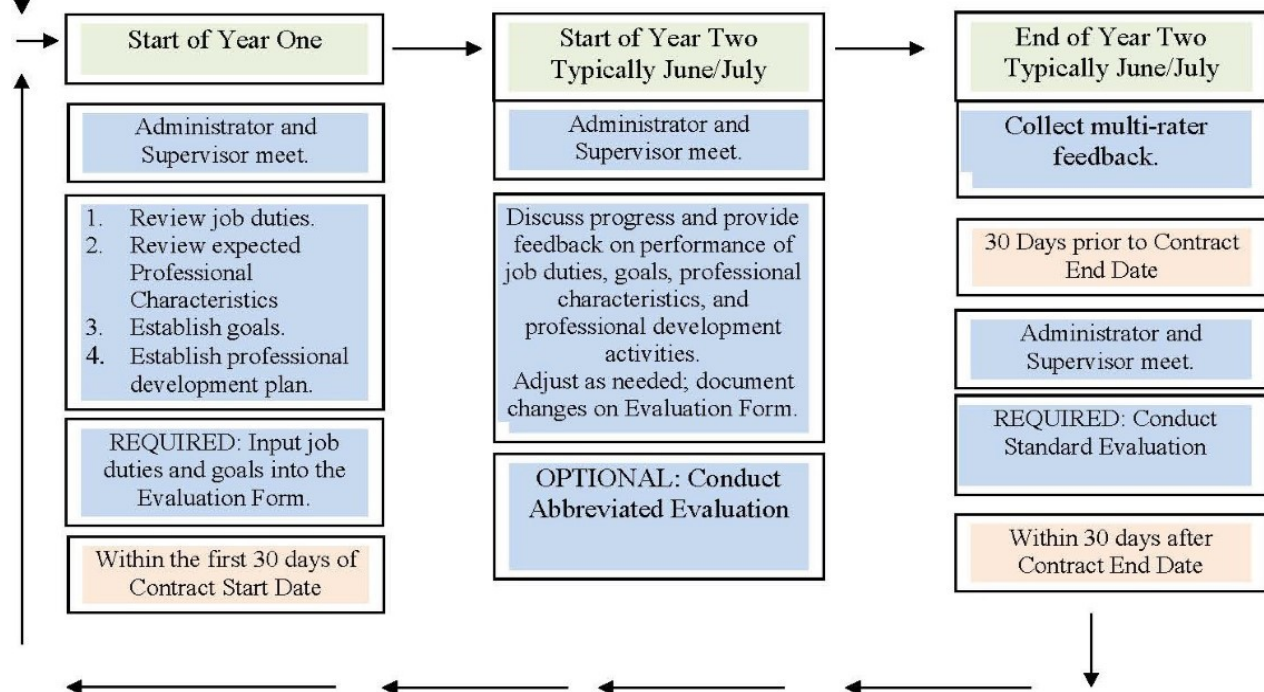 Start of Year One
Administrator and
Supervisor meet.
1. Review job duties.
2. Review expected
Professional
Characteristics
3. Establish goals.
4. Establish professional
development plan.
REQUIRED: Input job
duties and goals into the
Evaluation Form.
Within the first 30 days of
Contract Start Date
Start of Year Two
Typically June/July
Administrator and
Supervisor meet.
Discuss progress and provide
feedback on performance of
job duties, goals, professional
characteristics, and
professional development
activities.
Adjust as needed; document
changes on Evaluation Form.
OPTIONAL: Conduct
Abbreviated Evaluation
End of Year Two
Typically June/July
Collect multi-rater
feedback.
30 Days prior to Contract
End Date
Administrator and
Supervisor meet.
REQUIRED: Conduct
Standard Evaluation
Within 30 days after
Contract End Date